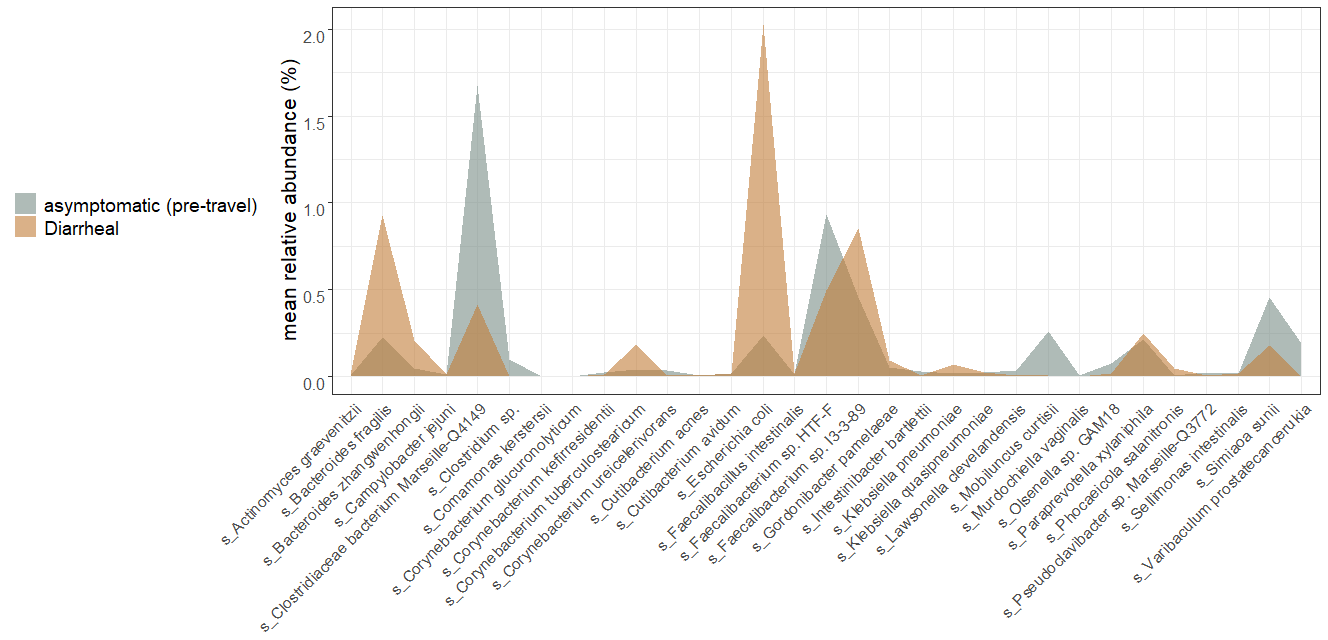 mean relative abundance (%)
2.0
1.5
1.0
0.5
0.0
asymptomatic (pre-travel)
Diarrheal
s_Actinomyces graevenitzii
s_Bacteroides fragilis
s_Bacteroides zhangwenhongii
s_Campylobacter jejuni
s_Clostridiaceae bacterium Marseille-Q4149
s_Clostridium sp.
s_Comamonas kerstersii
s_Corynebacterium glucuronolyticum
s_Corynebacterium kefirresidentii
s_Corynebacterium tuberculostearicum
s_Corynebacterium ureicelerivorans
s_Cutibacterium acnes
s_Cutibacterium avidum
s_Escherichia coli
s_Faecalibacillus intestinalis
s_Faecalibacterium sp. HTF-F
s_Faecalibacterium sp. I3-3-89
s_Gordonibacter pamelaeae
s_Intestinibacter bartlettii
s_Klebsiella pneumoniae
s_Klebsiella quasipneumoniae
s_Lawsonella clevelandensis
s_Mobiluncus curtisii
s_Murdochiella vaginalis
s_Olsenella sp. GAM18
s_Paraprevotella xylaniphila
s_Phocaeicola salanitronis
s_Pseudoclavibacter sp. Marseille-Q3772
s_Sellimonas intestinalis
s_Simiaoa sunii
s_Varibaculum prostatecancerukia